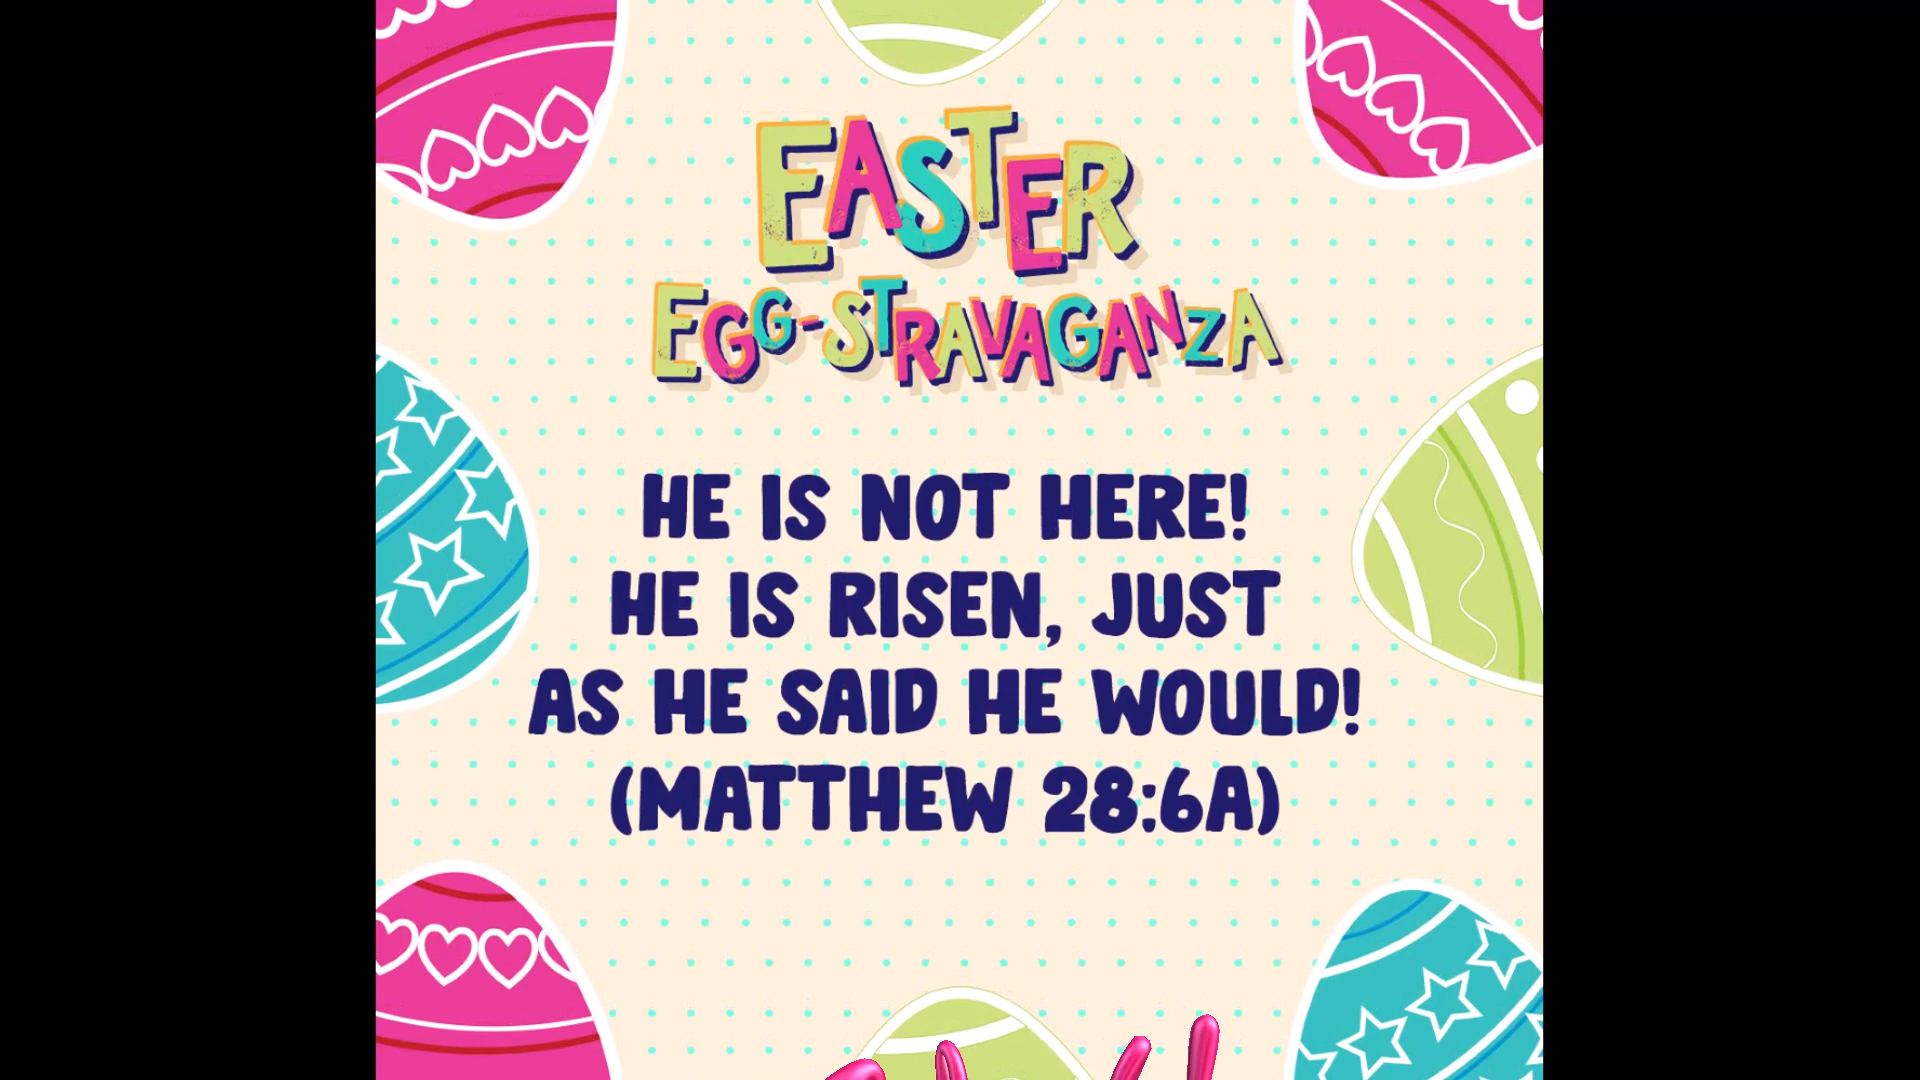 EASTER
EGG-STRAVAGANZA
HE IS NOT HERE!
HE IS RISEN, JUST
AS HE SAID HE WOULD!
(MATTHEW 28:6A)